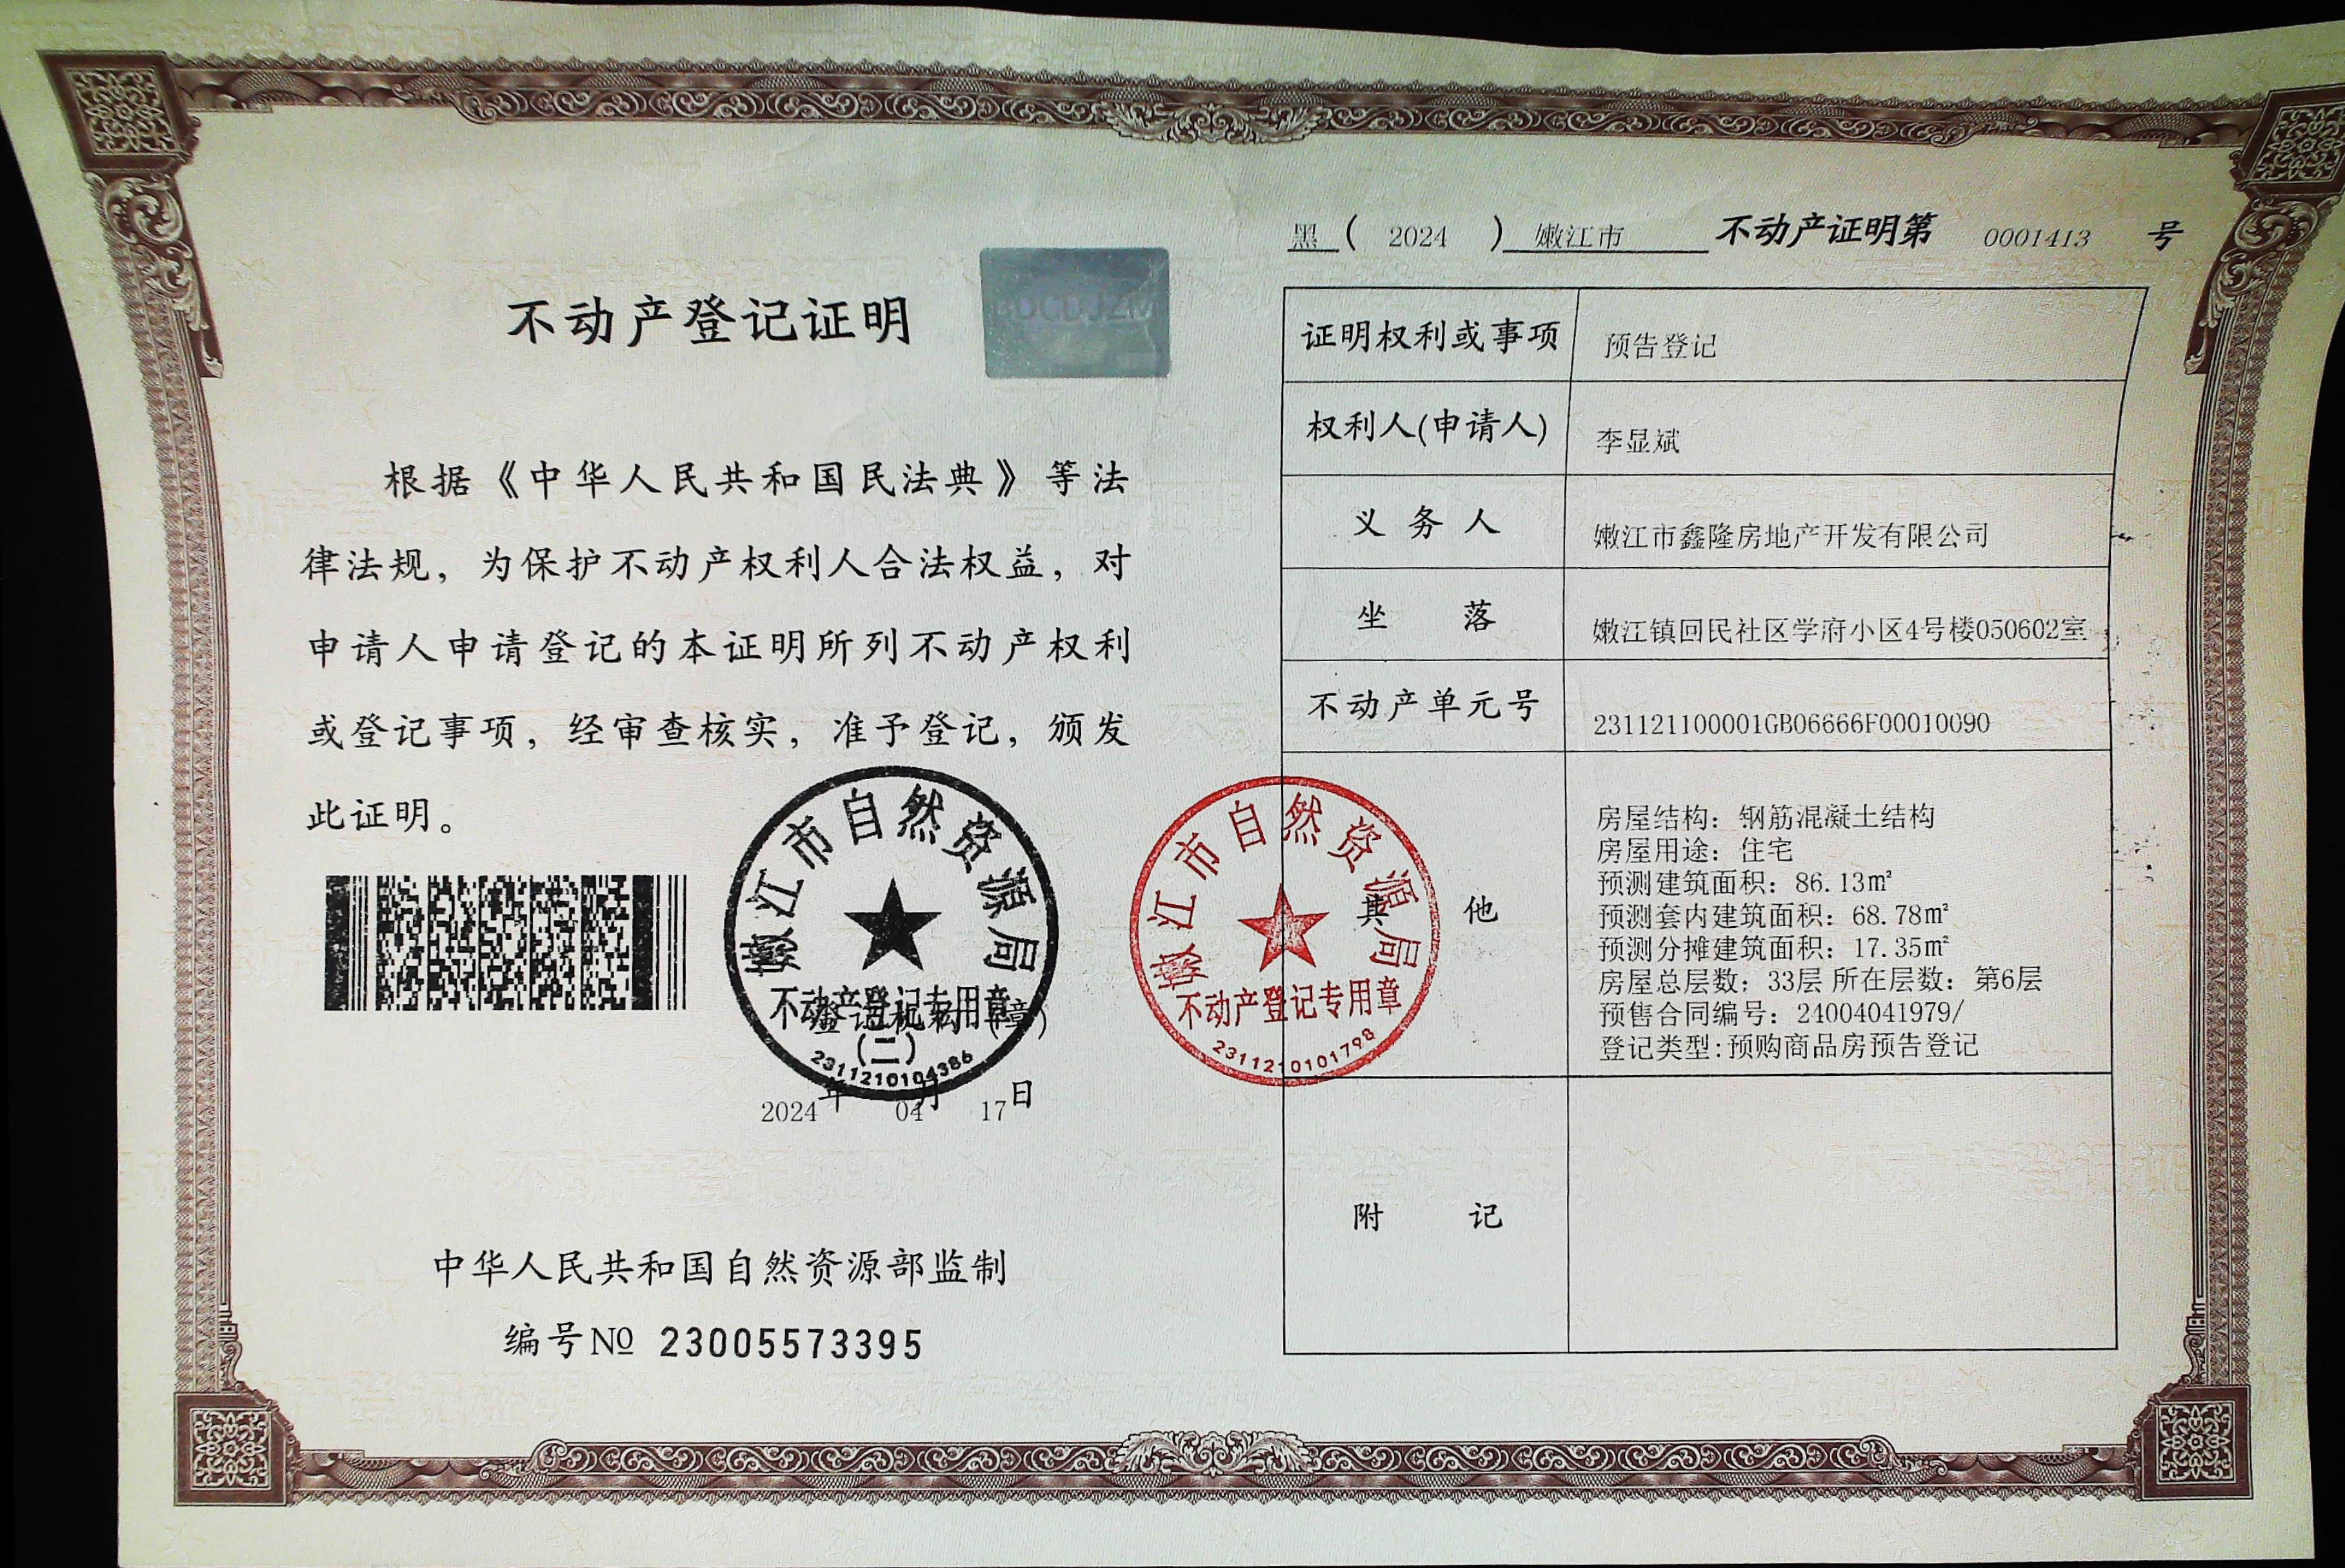 不动产登记证明
BDCDJZM
根据《中华人民共和国民法典》等法
律法规，为保护不动产权利人合法权益，对
申请人申请登记的本证明所列不动产权利
或登记事项，经审查核实，准予登记，颁发
此证明。
嫩江市自然资源局
不动产登记专用章
(二)
2311210104386
登记机构（章）
2024年04月17日
中华人民共和国自然资源部监制
编号№ 23005573395
黑（2024）嫩江市 不动产证明第 0001413 号
证明权利或事项 预告登记
权利人(申请人) 李显斌
义务人 嫩江市鑫隆房地产开发有限公司
坐落 嫩江镇回民社区学府小区4号楼050602室
不动产单元号 231121100001GB06666F00010090
其他
房屋结构：钢筋混凝土结构
房屋用途：住宅
预测建筑面积：86.13㎡
预测套内建筑面积：68.78㎡
预测分摊建筑面积：17.35㎡
房屋总层数：33层 所在层数：第6层
预售合同编号：24004041979/
登记类型:预购商品房预告登记
嫩江市自然资源局
不动产登记专用章
2311210101798
附记